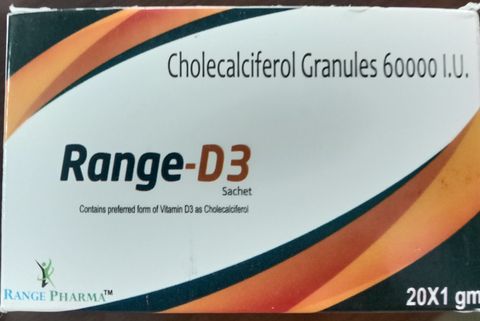 Cholecalciferol Granules 60000 I.U.
Range-D3
Sachet
Contains preferred form of Vitamin D3 as Cholecalciferol
RANGE PHARMA™
20X1 gm